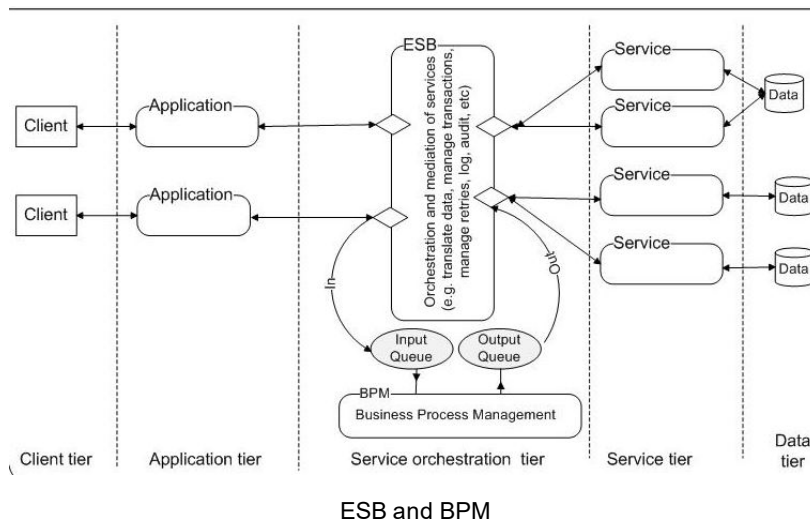 ESB
Service
Data
Application
Client
Service
Orchestration and mediation of services
(e.g. translate data, manage transactions,
manage retries, log, audit, etc)
Application
Client
Service
Data
Service
Data
In
Out
Input
Queue
Output
Queue
BPM
Business Process Management
Client tier
Application tier
Service orchestration tier
Service tier
Data
tier
ESB and BPM